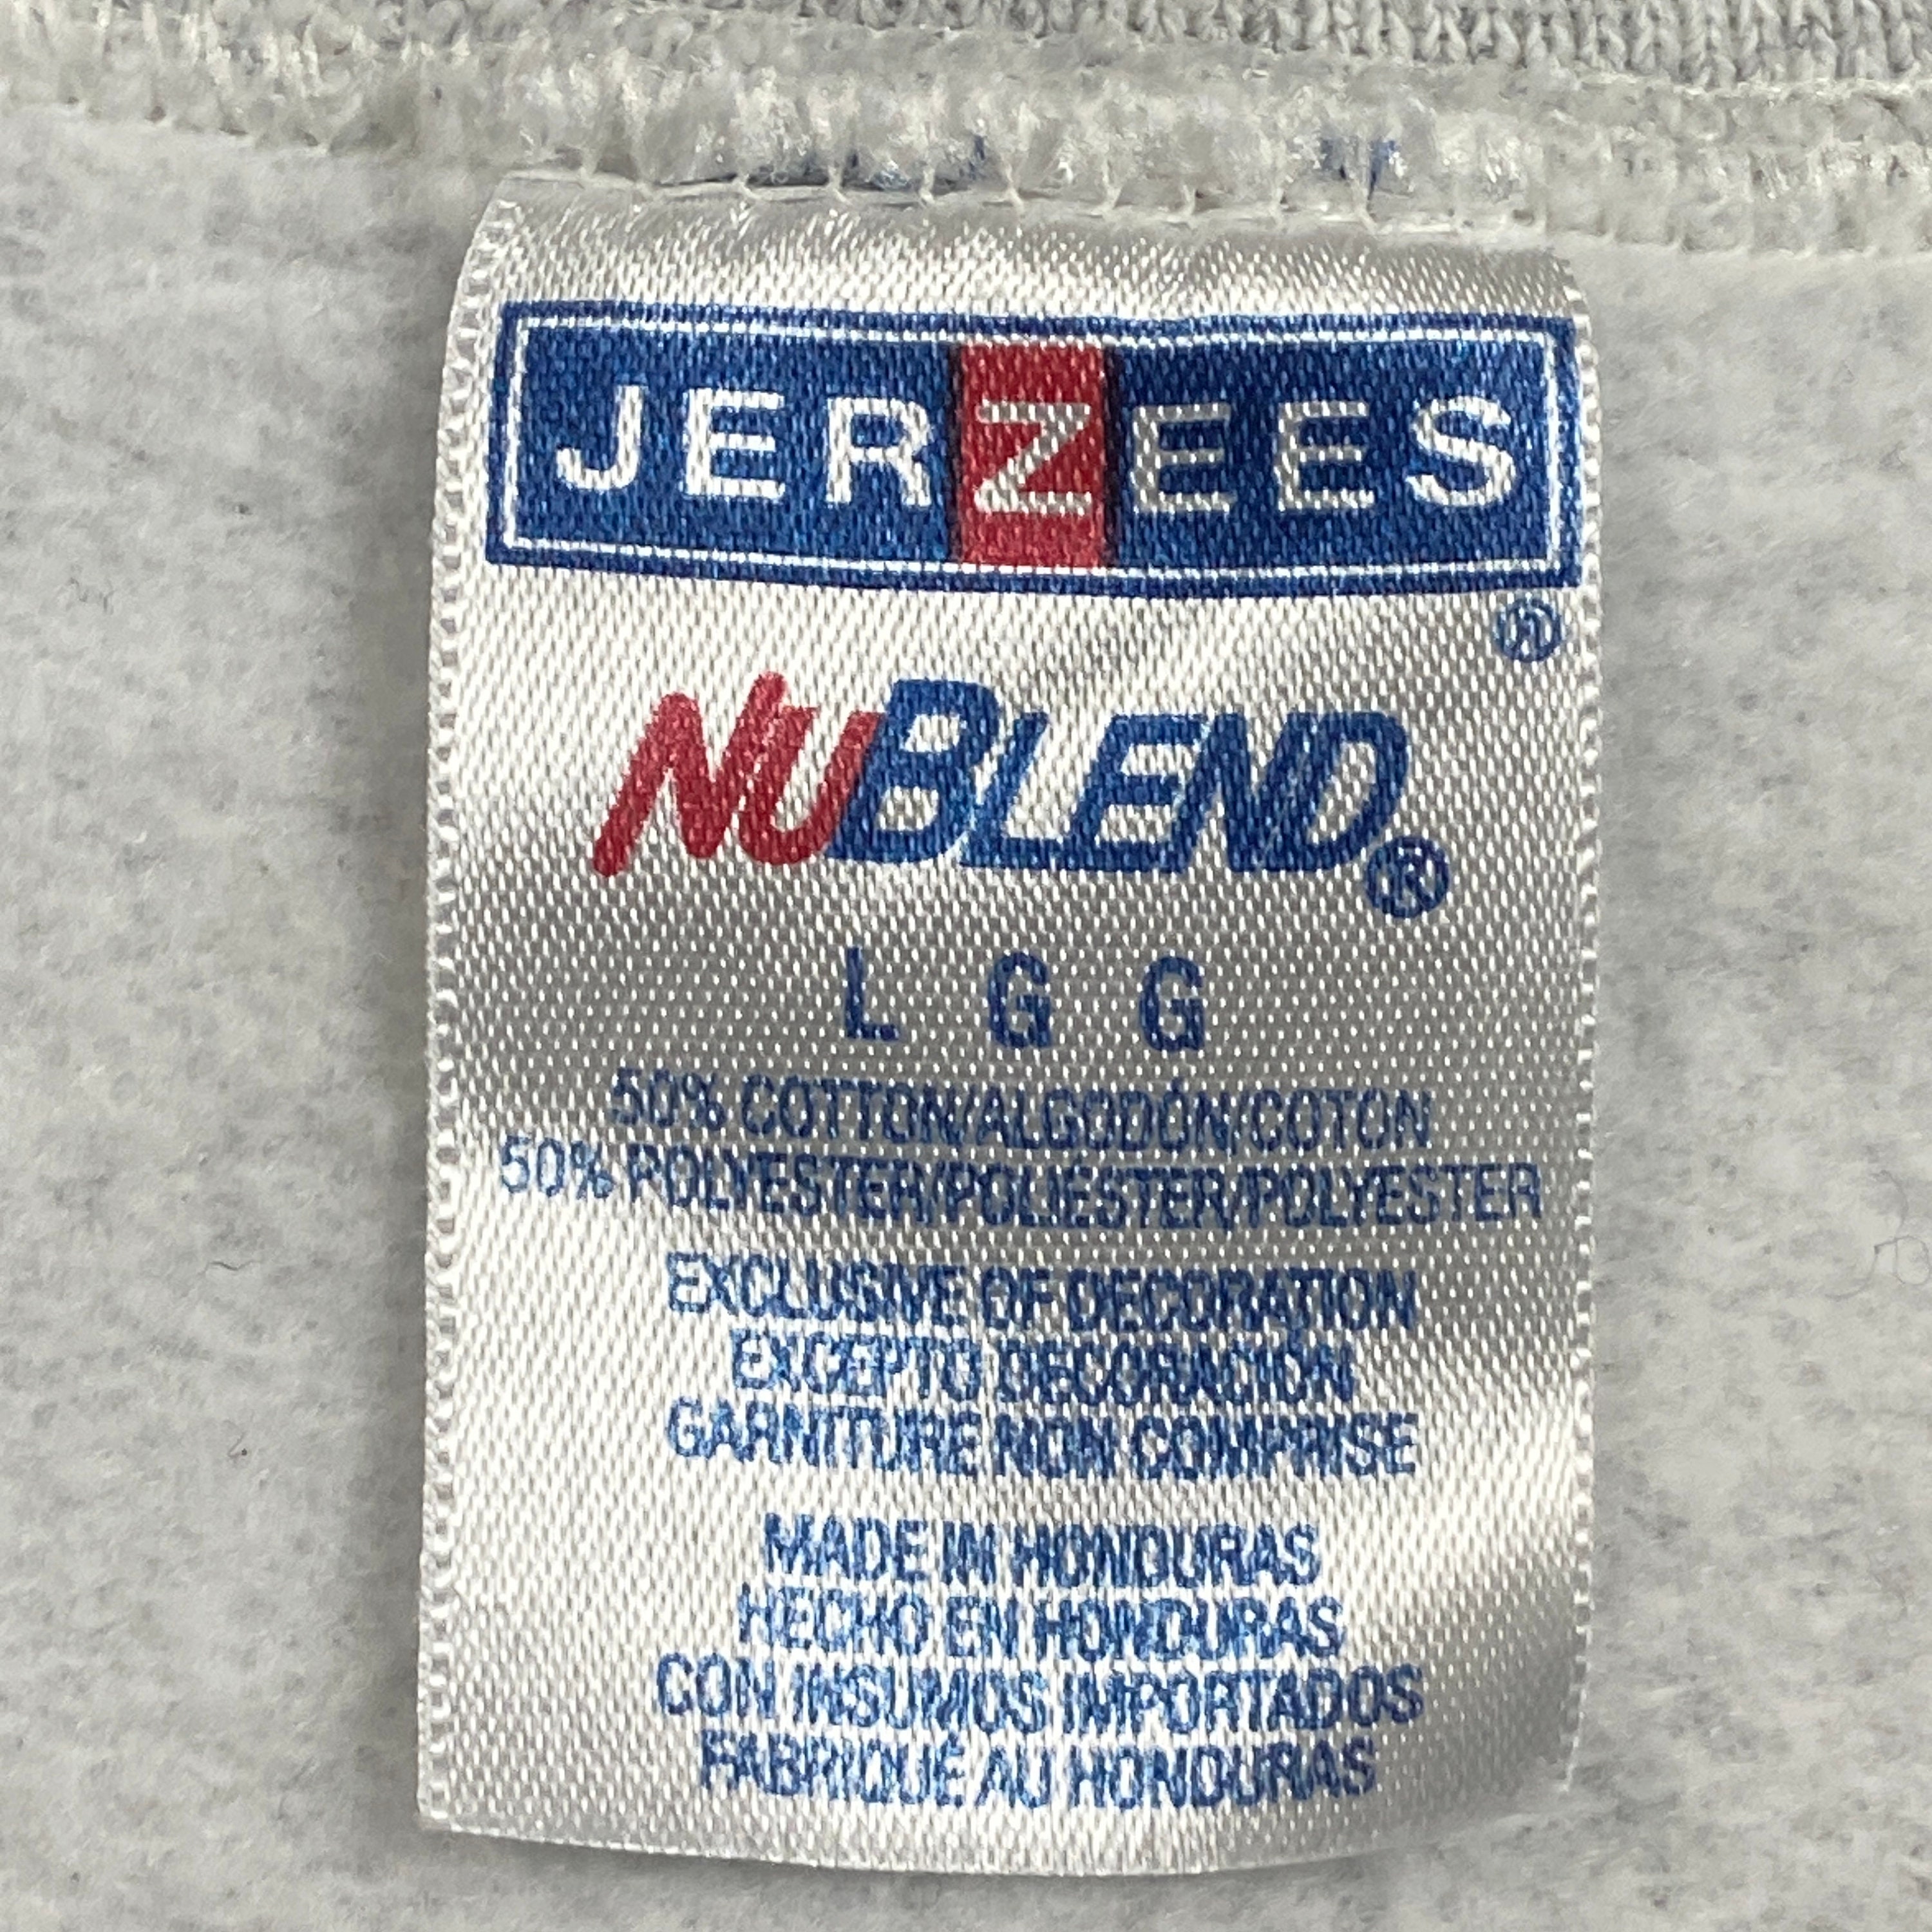 JERZEES
®
NUBLEND®
L G G
50% COTTON/ALGODÓN/COTON
50% POLYESTER/POLIÉSTER/POLYESTER
EXCLUSIVE OF DECORATION
EXCEPTO DECORACIÓN
GARNITURE NON COMPRISE
MADE IN HONDURAS
HECHO EN HONDURAS
CON INSUMOS IMPORTADOS
FABRIQUÉ AU HONDURAS